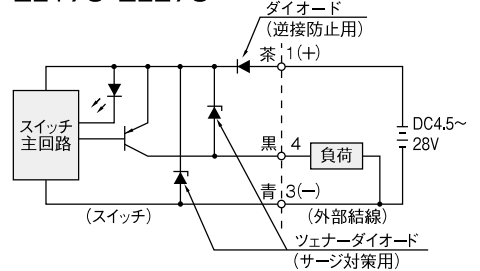 ダイオード
(逆接防止用)
茶 1(+)
スイッチ
主回路
黒 4
負荷
DC4.5～
28V
青 3(−)
(スイッチ)
(外部結線)
ツェナーダイオード
(サージ対策用)